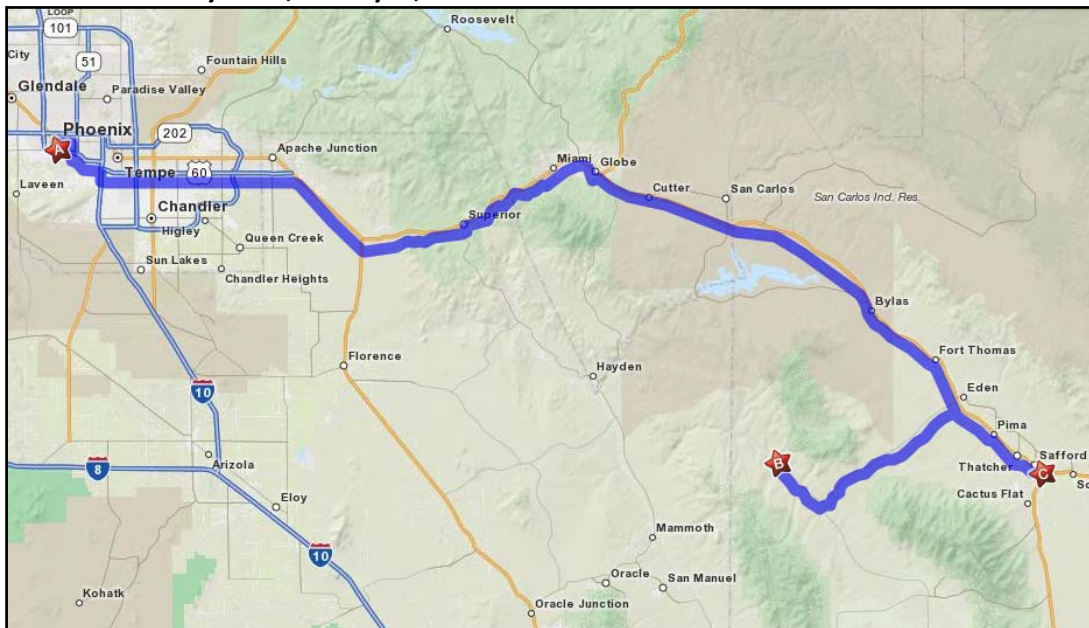 LOOP
101
City
51
Fountain Hills
Glendale
Paradise Valley
Roosevelt
Phoenix
202
A
Apache Junction
Tempe
60
Laveen
Chandler
Higley
Queen Creek
Sun Lakes
Chandler Heights
Miami
Globe
Superior
Cutter
San Carlos
San Carlos Ind. Res.
Bylas
Florence
Hayden
Fort Thomas
Eden
Pima
10
Arizola
8
Eloy
B
Safford
Thatcher
C
Cactus Flat
10
Mammoth
Kohatk
Oracle
San Manuel
Oracle Junction